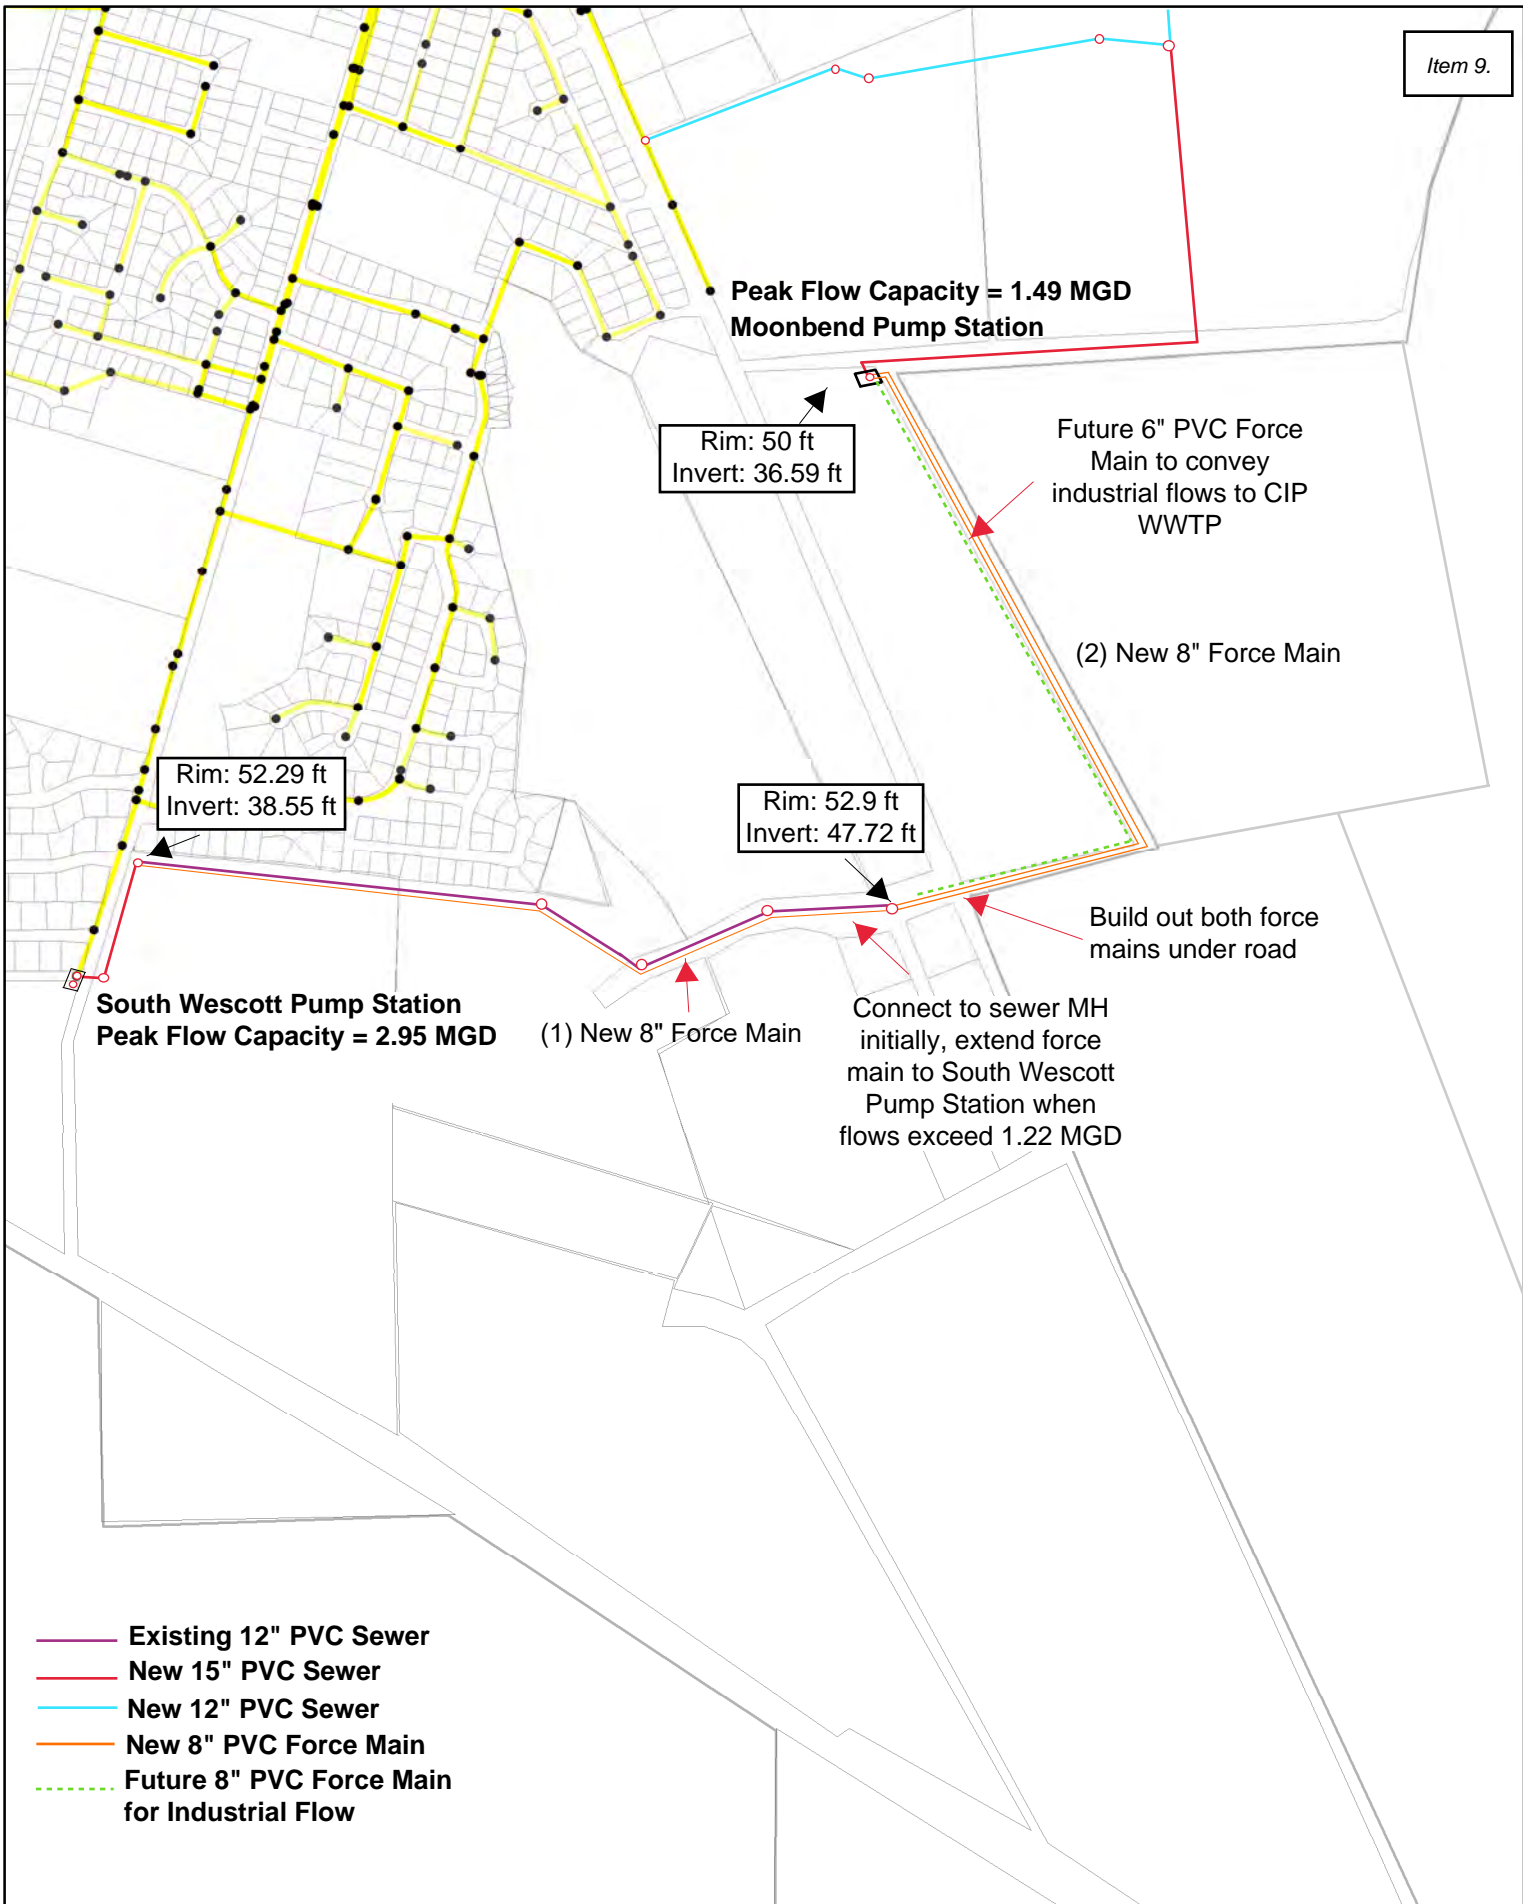 Item 9.
Peak Flow Capacity = 1.49 MGD
Moonbend Pump Station
Rim: 50 ft
Invert: 36.59 ft
Future 6" PVC Force
Main to convey
industrial flows to CIP
WWTP
(2) New 8" Force Main
Rim: 52.29 ft
Invert: 38.55 ft
Rim: 52.9 ft
Invert: 47.72 ft
Build out both force
mains under road
South Wescott Pump Station
Peak Flow Capacity = 2.95 MGD
(1) New 8" Force Main
Connect to sewer MH
initially, extend force
main to South Wescott
Pump Station when
flows exceed 1.22 MGD
Existing 12" PVC Sewer
New 15" PVC Sewer
New 12" PVC Sewer
New 8" PVC Force Main
Future 8" PVC Force Main
for Industrial Flow